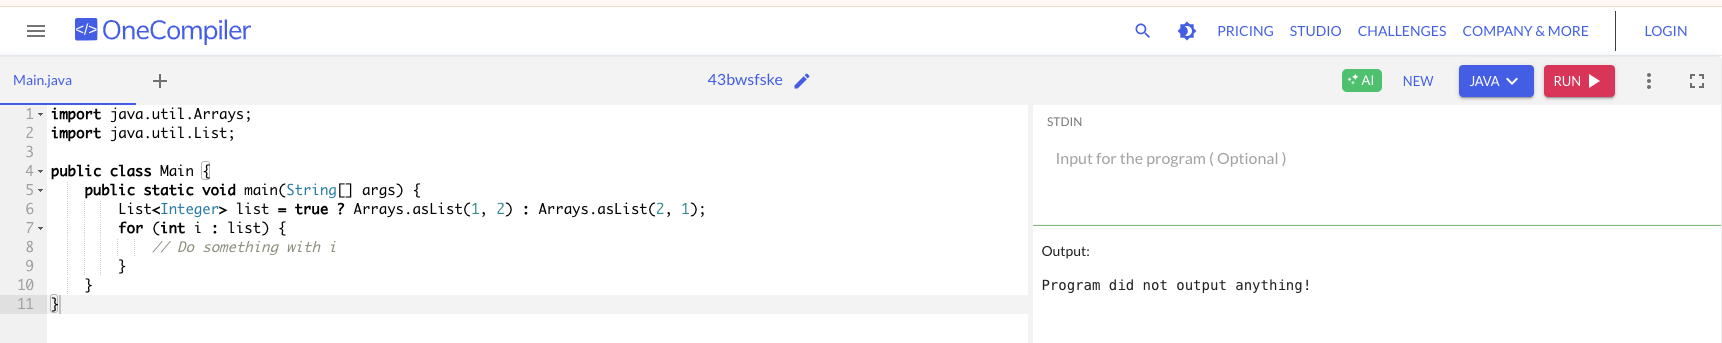 </> OneCompiler
PRICING STUDIO CHALLENGES COMPANY & MORE LOGIN
Main.java
43bwsfske
AI NEW JAVA RUN
1 import java.util.Arrays;
2 import java.util.List;
3
4 public class Main {
5     public static void main(String[] args) {
6         List<Integer> list = true ? Arrays.asList(1, 2) : Arrays.asList(2, 1);
7         for (int i : list) {
8             // Do something with i
9         }
10     }
11 }
STDIN
Input for the program ( Optional )
Output:
Program did not output anything!